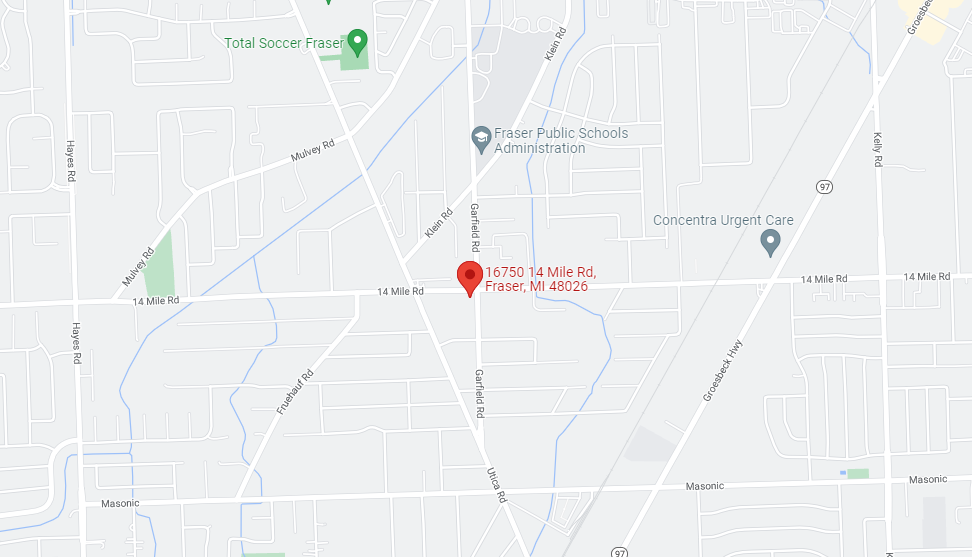 Groesbeck
Total Soccer Fraser
Klein Rd
Fraser Public Schools
Administration
Mulvey Rd
Hayes Rd
Kelly Rd
97
Klein Rd
Garfield Rd
Concentra Urgent Care
Mulvey Rd
16750 14 Mile Rd,
Fraser, MI 48026
14 Mile Rd
14 Mile Rd
14 Mile Rd
14 Mile Rd
Hayes Rd
Groesbeck Hwy
Fruehauf Rd
Garfield Rd
Utica Rd
Masonic
Masonic
Masonic
97